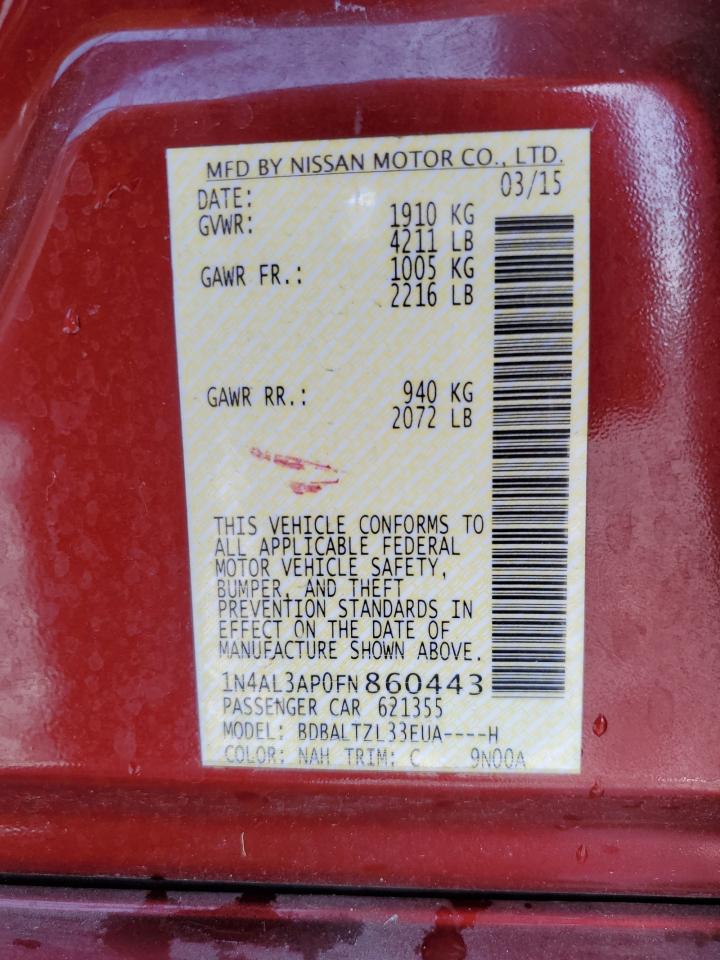 MFD BY NISSAN MOTOR CO., LTD.
DATE: 03/15
GVWR: 1910 KG
4211 LB
GAWR FR.: 1005 KG
2216 LB
GAWR RR.: 940 KG
2072 LB
THIS VEHICLE CONFORMS TO
ALL APPLICABLE FEDERAL
MOTOR VEHICLE SAFETY,
BUMPER, AND THEFT
PREVENTION STANDARDS IN
EFFECT ON THE DATE OF
MANUFACTURE SHOWN ABOVE.
1N4AL3AP0FN860443
PASSENGER CAR 621355
MODEL: BDBALTZL33EUA----H
COLOR: NAH TRIM: C 9N00A